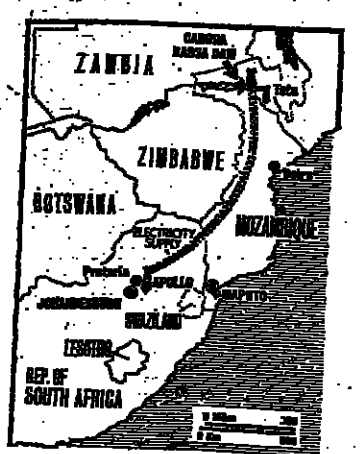 CABORA
BASSA DAM
ZAMBIA
Tete
ZIMBABWE
Beira
BOTSWANA
MOZAMBIQUE
ELECTRICITY
SUPPLY
Pretoria
APOLLO
JOHANNESBURG
MAPUTO
SWAZILAND
LESOTHO
REP. OF
SOUTH AFRICA